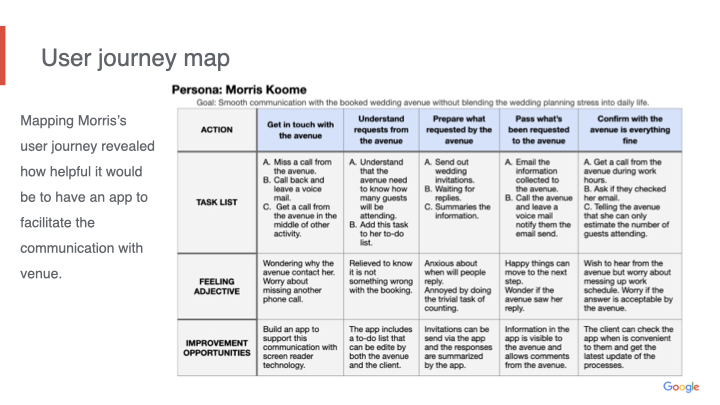 User journey map
Mapping Morris's
user journey revealed
how helpful it would
be to have an app to
facilitate the
communication with
venue.
Persona: Morris Koome
Goal: Smooth communication with the booked wedding avenue without blending the wedding planning stress into daily life.
ACTION
Get in touch with
the avenue
Understand
requests from
the avenue
Prepare what
requested by the
avenue
Pass what's
been requested
to the avenue
Confirm with the
avenue is everything
fine
TASK LIST
A. Miss a call from
the avenue.
B. Call back and
leave a voice
mail.
C. Get a call from
the avenue in the
middle of other
activity.
A. Understand
that the
avenue need
to know how
many guests
will be
attending.
B. Add this task
to her to-do
list.
A. Send out
wedding
invitations.
B. Waiting for
replies.
C. Summaries the
information.
A. Email the
information
collected to
the avenue.
B. Call the avenue
and leave a
voice mail
notify them the
email send.
A. Get a call from the
avenue during work
hours.
B. Ask if they checked
her email.
C. Telling the avenue
that she can only
estimate the number of
guests attending.
FEELING
ADJECTIVE
Wondering why the
avenue contact her.
Worry about
missing another
phone call.
Relieved to know
it is not
something wrong
with the booking.
Anxious about
when will people
reply.
Annoyed by doing
the trivial task of
counting.
Happy things can
move to the next
step.
Wonder if the
avenue saw her
reply.
Wish to hear from the
avenue but worry about
messing up work
schedule. Worry if the
answer is acceptable by
the avenue.
IMPROVEMENT
OPPORTUNITIES
Build an app to
support this
communication with
screen reader
technology.
The app includes
a to-do list that
can be edite by
both the avenue
and the client.
Invitations can be
send via the app
and the responses
are summarized
by the app.
Information in the
app is visible to
the avenue and
allows comments
from the avenue.
The client can check the
app when is convenient
to them and get the
latest update of the
processes.
Google